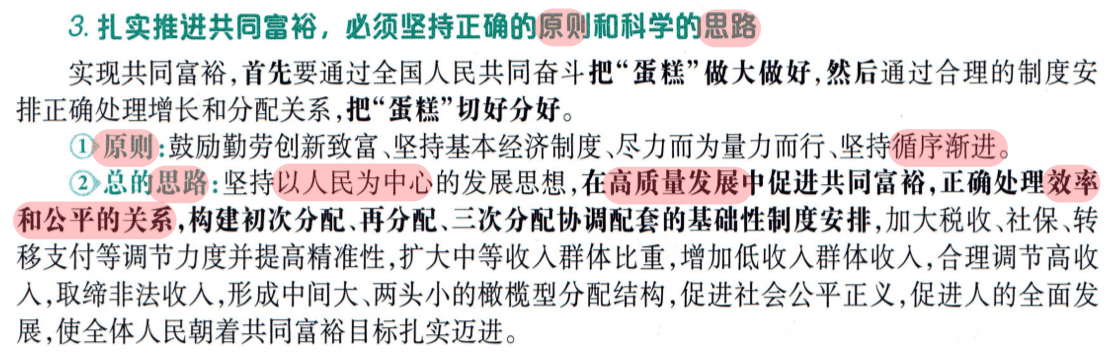 3. 扎实推进共同富裕，必须坚持正确的原则和科学的思路
实现共同富裕，首先要通过全国人民共同奋斗把“蛋糕”做大做好，然后通过合理的制度安
排正确处理增长和分配关系，把“蛋糕”切好分好。
①原则：鼓励勤劳创新致富、坚持基本经济制度、尽力而为量力而行、坚持循序渐进。
②总的思路：坚持以人民为中心的发展思想，在高质量发展中促进共同富裕，正确处理效率
和公平的关系，构建初次分配、再分配、三次分配协调配套的基础性制度安排，加大税收、社保、转
移支付等调节力度并提高精准性，扩大中等收入群体比重，增加低收入群体收入，合理调节高收
入，取缔非法收入，形成中间大、两头小的橄榄型分配结构，促进社会公平正义，促进人的全面发
展，使全体人民朝着共同富裕目标扎实迈进。